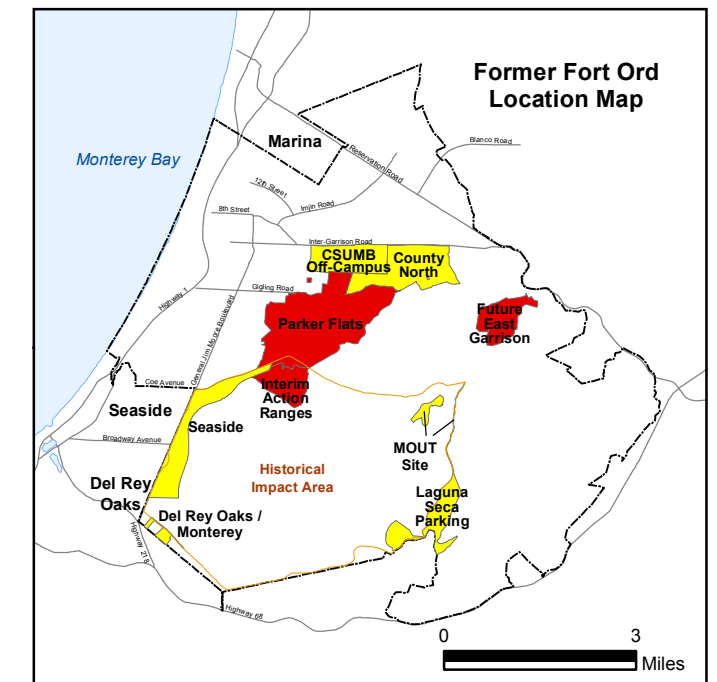 Former Fort Ord
Location Map
Marina
Monterey Bay
Blanco Road
Reservation Road
12th Street
Imjin Road
8th Street
Inter-Garrison Road
CSUMB
Off-Campus
County
North
Gigling Road
Highway 1
General Jim Moore Boulevard
Parker Flats
Future
East
Garrison
Coe Avenue
Interim
Action
Ranges
Seaside
Seaside
Broadway Avenue
MOUT
Site
Historical
Impact Area
Del Rey
Oaks
Laguna
Seca
Parking
Del Rey Oaks /
Monterey
Highway 218
Highway 68
0 3
Miles